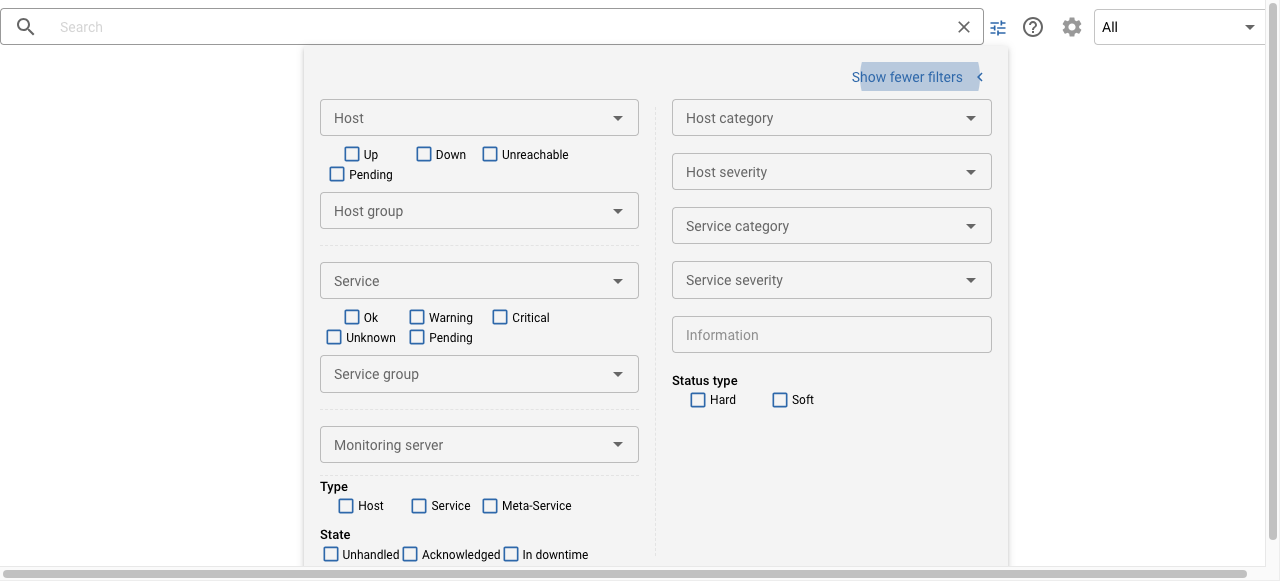 Search
All
Show fewer filters
Host
Up Down Unreachable
Pending
Host group
Service
Ok Warning Critical
Unknown Pending
Service group
Monitoring server
Type
Host Service Meta-Service
State
Unhandled Acknowledged In downtime
Host category
Host severity
Service category
Service severity
Information
Status type
Hard Soft